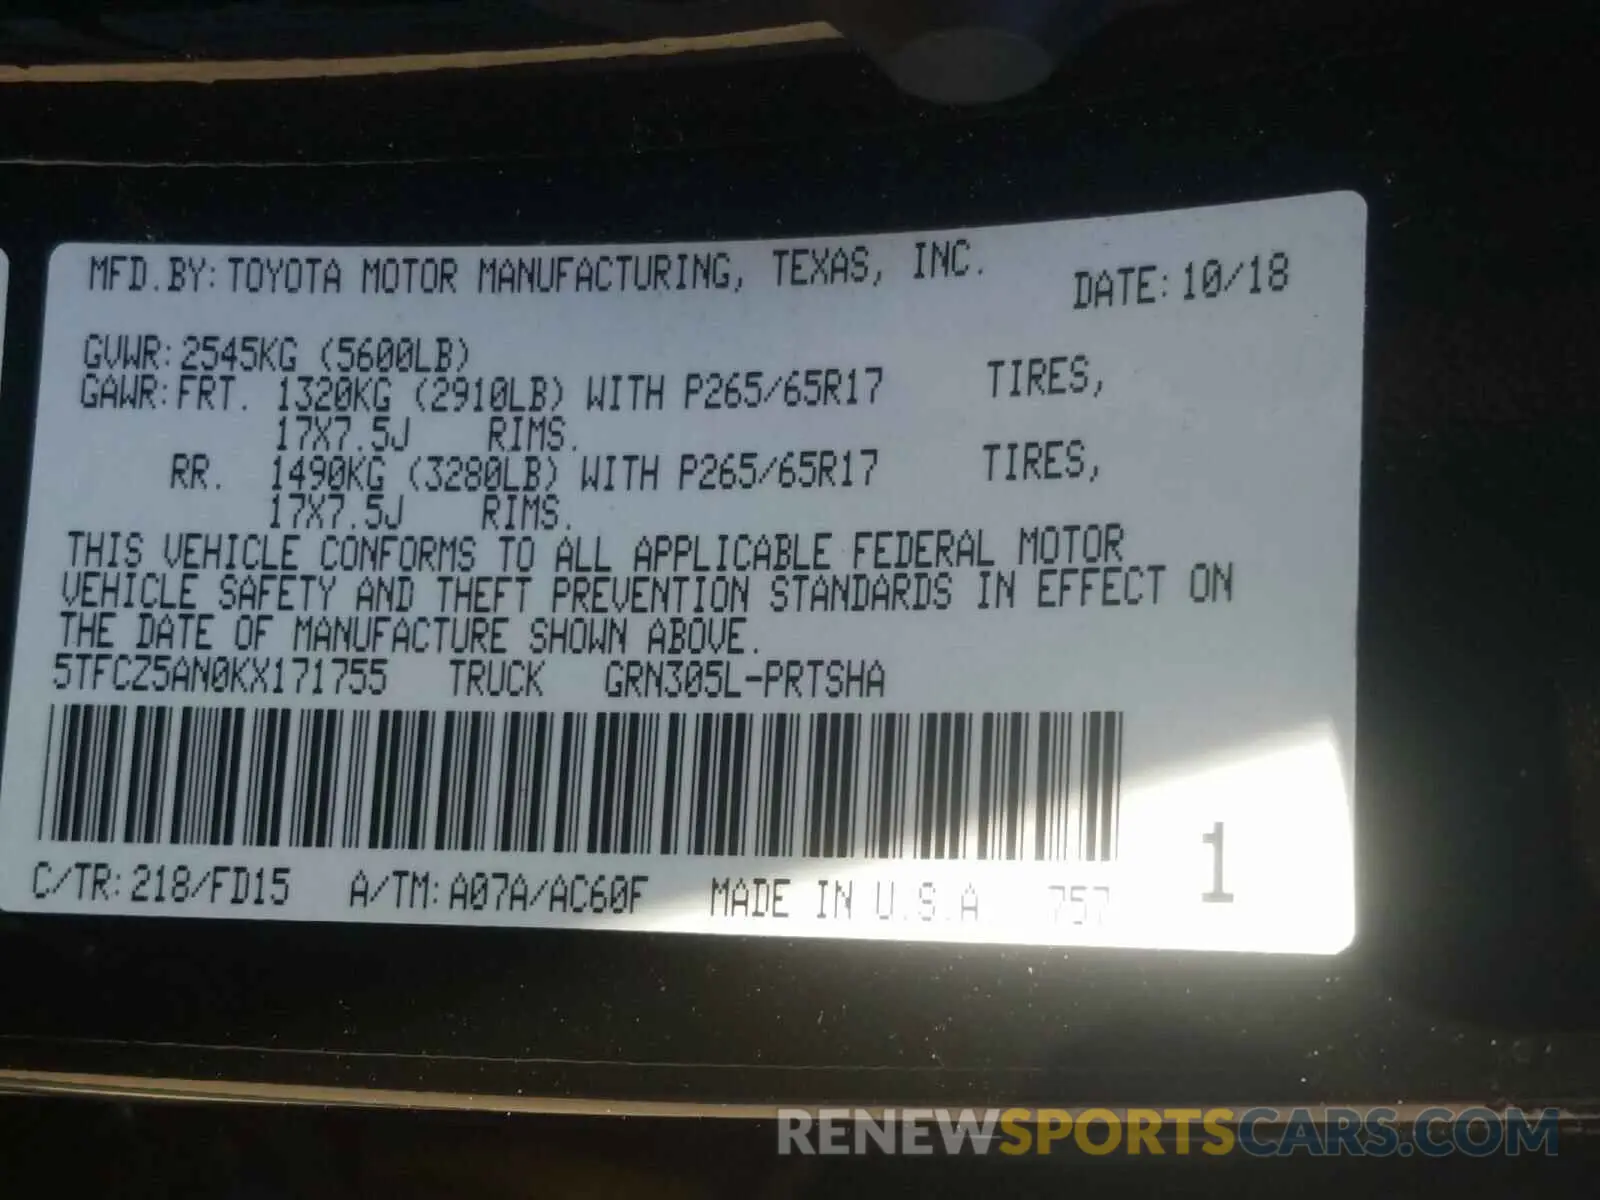 MFD.BY:TOYOTA MOTOR MANUFACTURING, TEXAS, INC. DATE:10/18
GVWR:2545KG (5600LB)
GAWR:FRT. 1320KG (2910LB) WITH P265/65R17 TIRES,
17X7.5J RIMS.
RR. 1490KG (3280LB) WITH P265/65R17 TIRES,
17X7.5J RIMS.
THIS VEHICLE CONFORMS TO ALL APPLICABLE FEDERAL MOTOR
VEHICLE SAFETY AND THEFT PREVENTION STANDARDS IN EFFECT ON
THE DATE OF MANUFACTURE SHOWN ABOVE.
5TFCZ5AN0KX171755 TRUCK GRN305L-PRTSHA
1
C/TR:218/FD15 A/TM:A07A/AC60F MADE IN U.S.A. 757
RENEWSPORTSCARS.COM